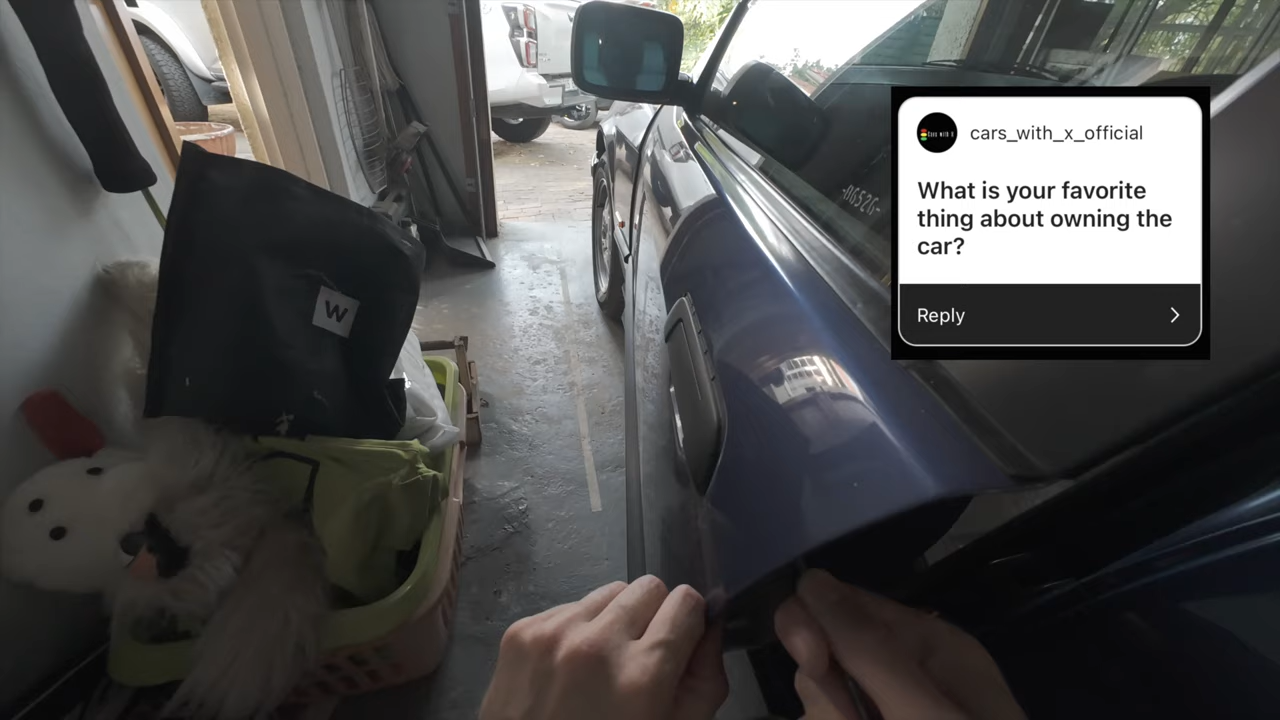 cars_with_x_official
What is your favorite
thing about owning the
car?
Reply
W